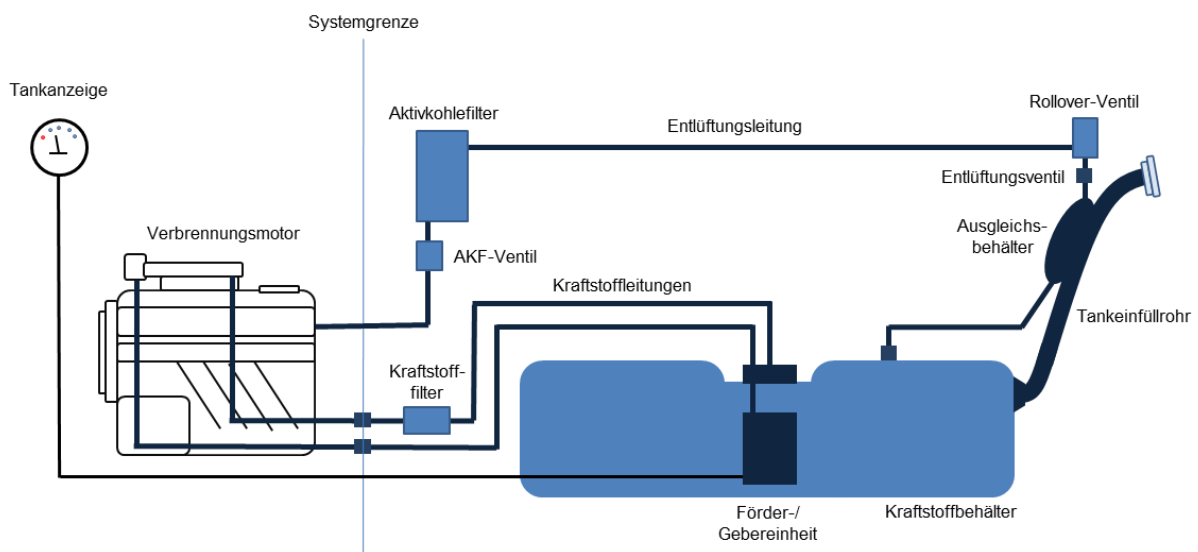 Systemgrenze
Tankanzeige
Aktivkohlefilter
Rollover-Ventil
Entlüftungsleitung
Entlüftungsventil
Verbrennungsmotor
Ausgleichs-
behälter
AKF-Ventil
Kraftstoffleitungen
Tankeinfüllrohr
Kraftstoff-
filter
Förder-/
Gebereinheit
Kraftstoffbehälter